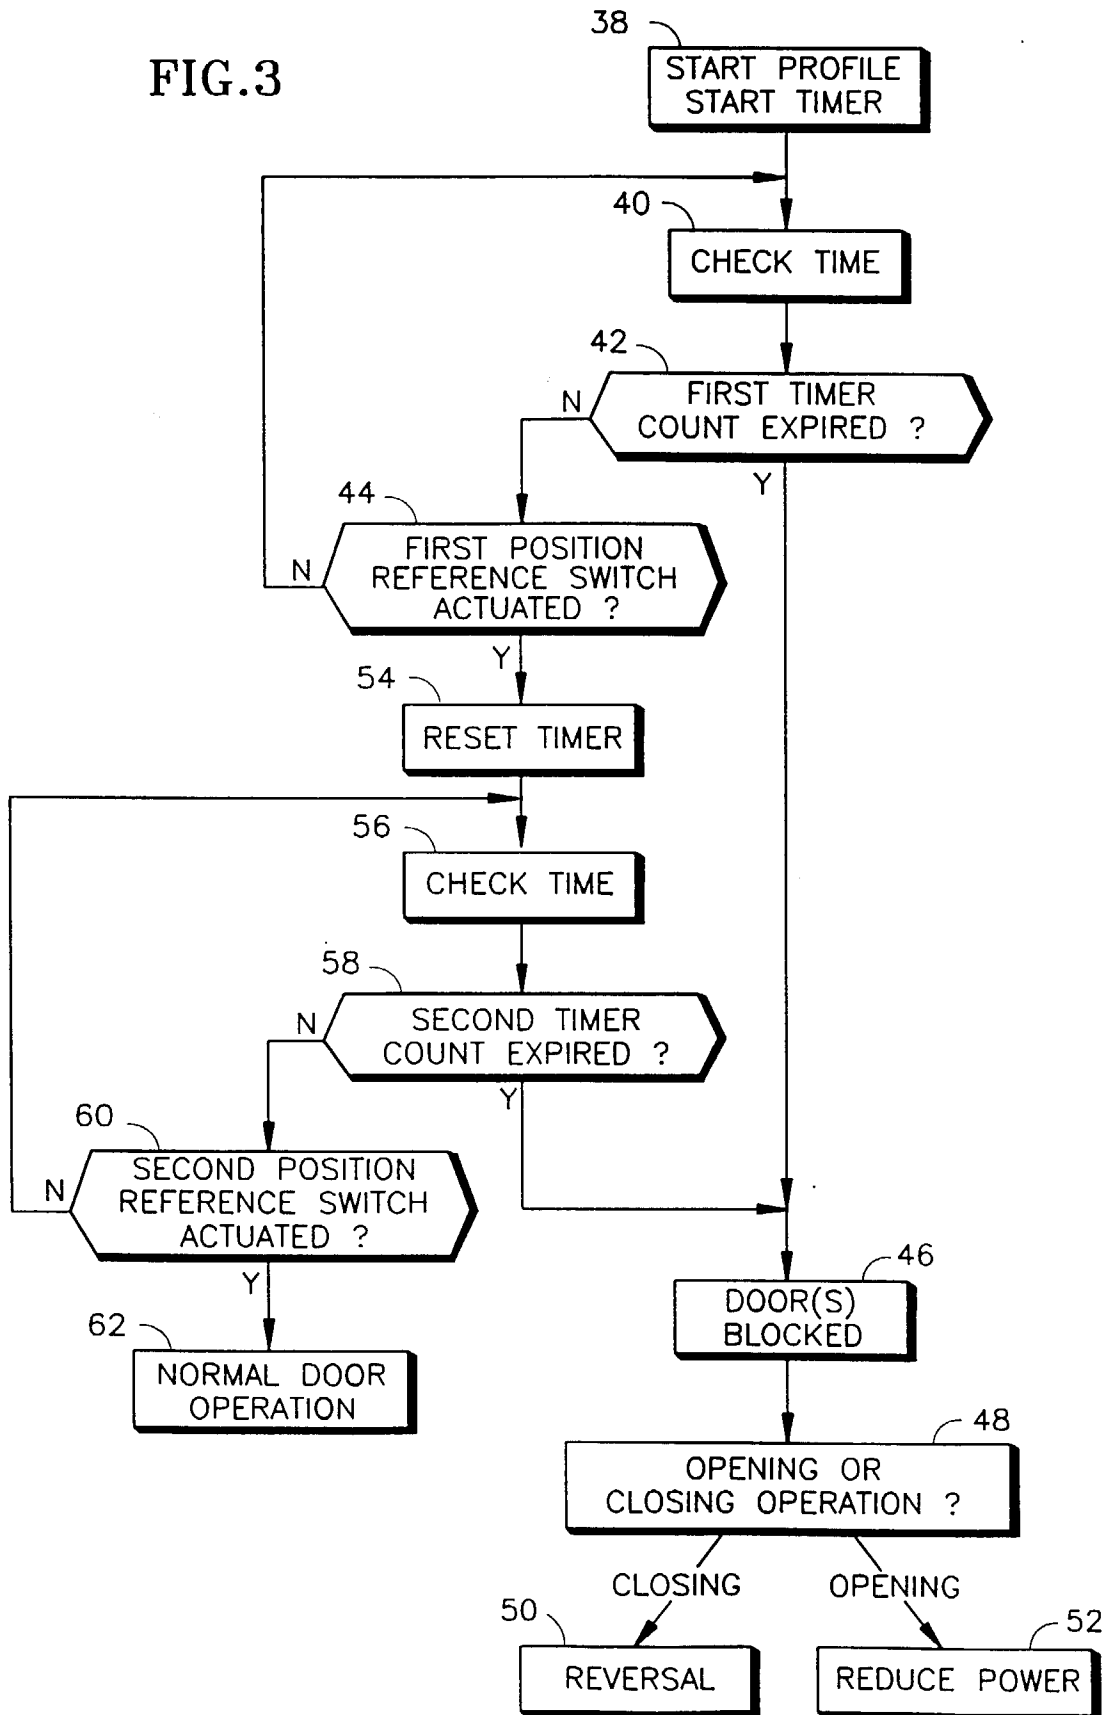 FIG.3
38
START PROFILE
START TIMER
40
CHECK TIME
42
FIRST TIMER
COUNT EXPIRED ?
N
Y
44
FIRST POSITION
REFERENCE SWITCH
ACTUATED ?
N
Y
54
RESET TIMER
56
CHECK TIME
58
SECOND TIMER
COUNT EXPIRED ?
N
Y
60
SECOND POSITION
REFERENCE SWITCH
ACTUATED ?
N
Y
62
NORMAL DOOR
OPERATION
46
DOOR(S)
BLOCKED
48
OPENING OR
CLOSING OPERATION ?
CLOSING
OPENING
50
REVERSAL
52
REDUCE POWER